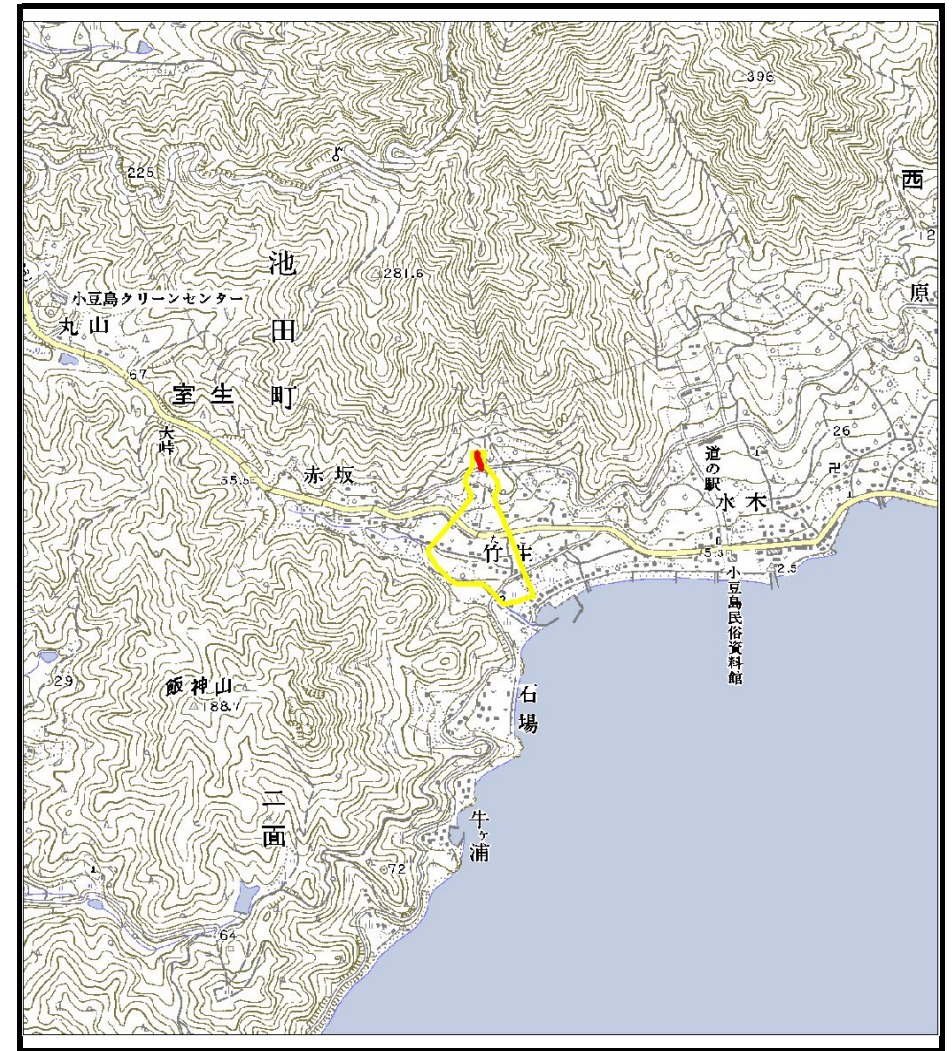 396
西
225
池田町
281.6
小豆島クリーンセンター
原
丸山
67
室生
大峠
26
道の駅
赤坂
55.5
水木
竹生
5.3
2.5
小豆島民俗資料館
29
飯神山
188.7
石場
二面
牛ヶ浦
72
64